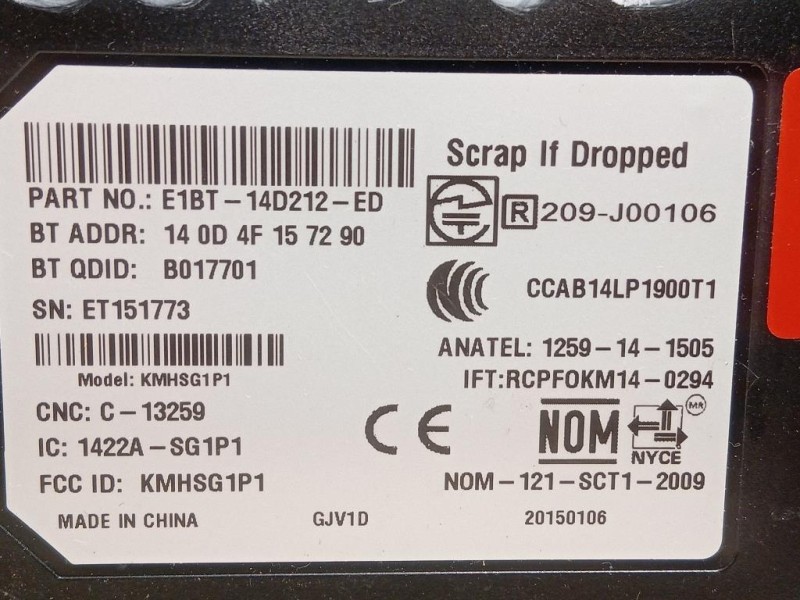 Scrap If Dropped
PART NO.: E1BT-14D212-ED
R 209-J00106
BT ADDR: 14 0D 4F 15 72 90
BT QDID: B017701
CCAB14LP1900T1
SN: ET151773
ANATEL: 1259-14-1505
Model: KMHSG1P1
IFT:RCPFOKM14-0294
CNC: C-13259
CE
NOM
MR
NYCE
IC: 1422A-SG1P1
FCC ID: KMHSG1P1
NOM-121-SCT1-2009
MADE IN CHINA
GJV1D
20150106